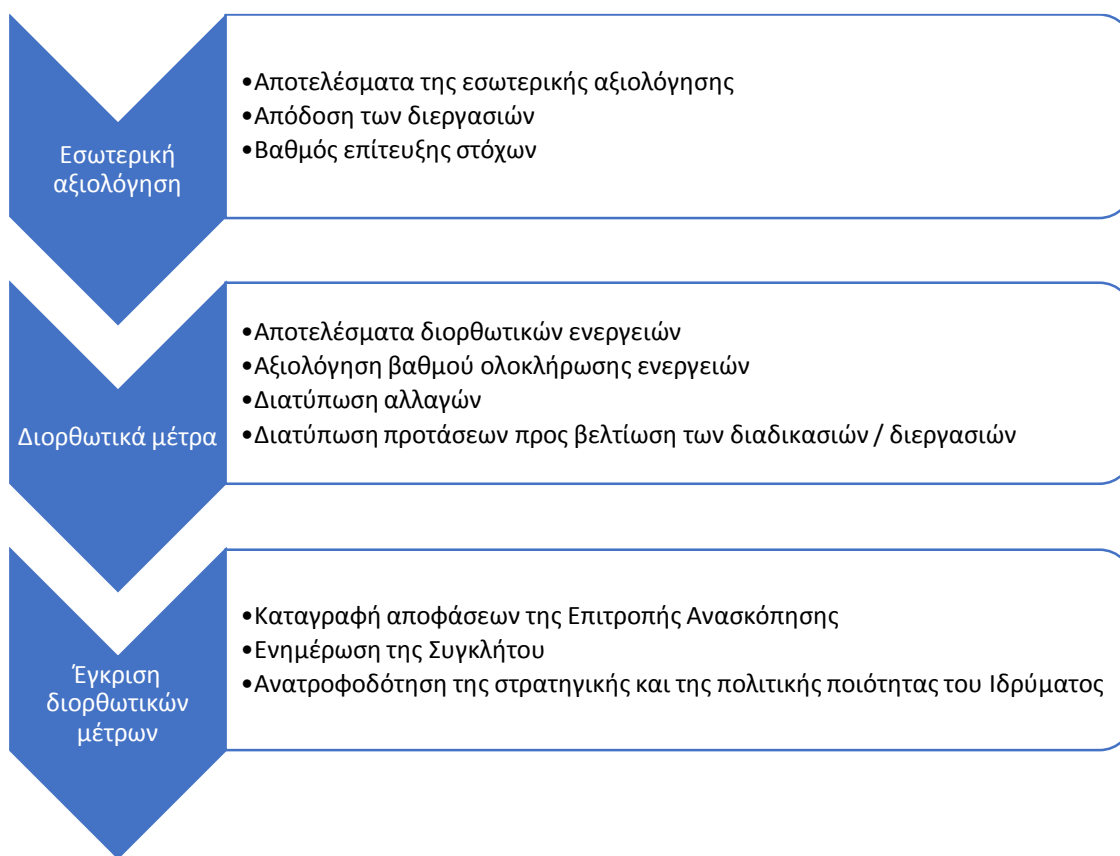 Εσωτερική
αξιολόγηση
•Αποτελέσματα της εσωτερικής αξιολόγησης
•Απόδοση των διεργασιών
•Βαθμός επίτευξης στόχων
Διορθωτικά μέτρα
•Αποτελέσματα διορθωτικών ενεργειών
•Αξιολόγηση βαθμού ολοκλήρωσης ενεργειών
•Διατύπωση αλλαγών
•Διατύπωση προτάσεων προς βελτίωση των διαδικασιών / διεργασιών
Έγκριση
διορθωτικών
μέτρων
•Καταγραφή αποφάσεων της Επιτροπής Ανασκόπησης
•Ενημέρωση της Συγκλήτου
•Ανατροφοδότηση της στρατηγικής και της πολιτικής ποιότητας του Ιδρύματος